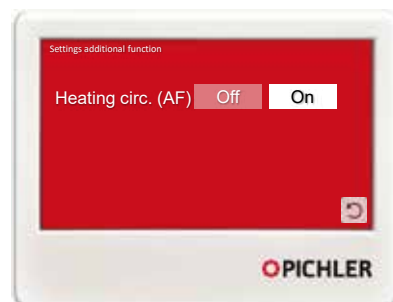 Settings additional function
Heating circ. (AF) Off On
PICHLER